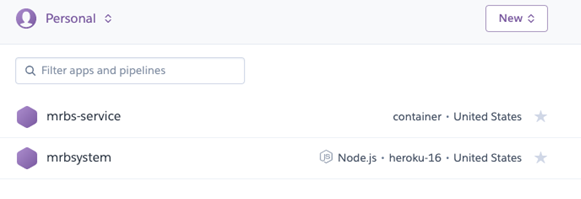 Personal
New
Filter apps and pipelines
mrbs-service container · United States
mrbsystem Node.js · heroku-16 · United States